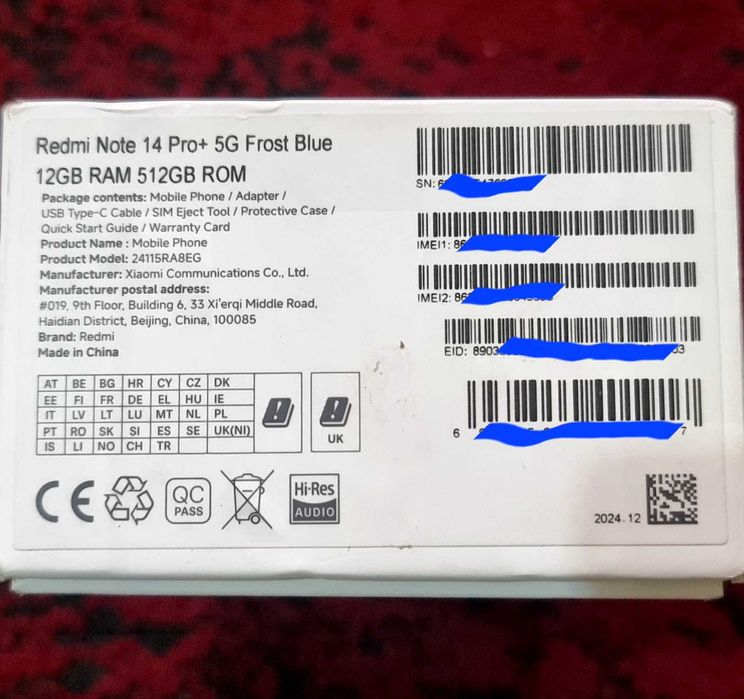 Redmi Note 14 Pro+ 5G Frost Blue
12GB RAM 512GB ROM
Package contents: Mobile Phone / Adapter /
USB Type-C Cable / SIM Eject Tool / Protective Case /
Quick Start Guide / Warranty Card
Product Name : Mobile Phone
Product Model: 24115RA8EG
Manufacturer: Xiaomi Communications Co., Ltd.
Manufacturer postal address:
#019, 9th Floor, Building 6, 33 Xi'erqi Middle Road,
Haidian District, Beijing, China, 100085
Brand: Redmi
Made in China
AT BE BG HR CY CZ DK
EE FI FR DE EL HU IE
IT LV LT LU MT NL PL
PT RO SK SI ES SE UK(NI)
IS LI NO CH TR
UK
CE
QC
PASS
Hi-Res
AUDIO
SN: 6
IMEI1: 86
IMEI2: 86
EID: 8903
6 7
2024.12